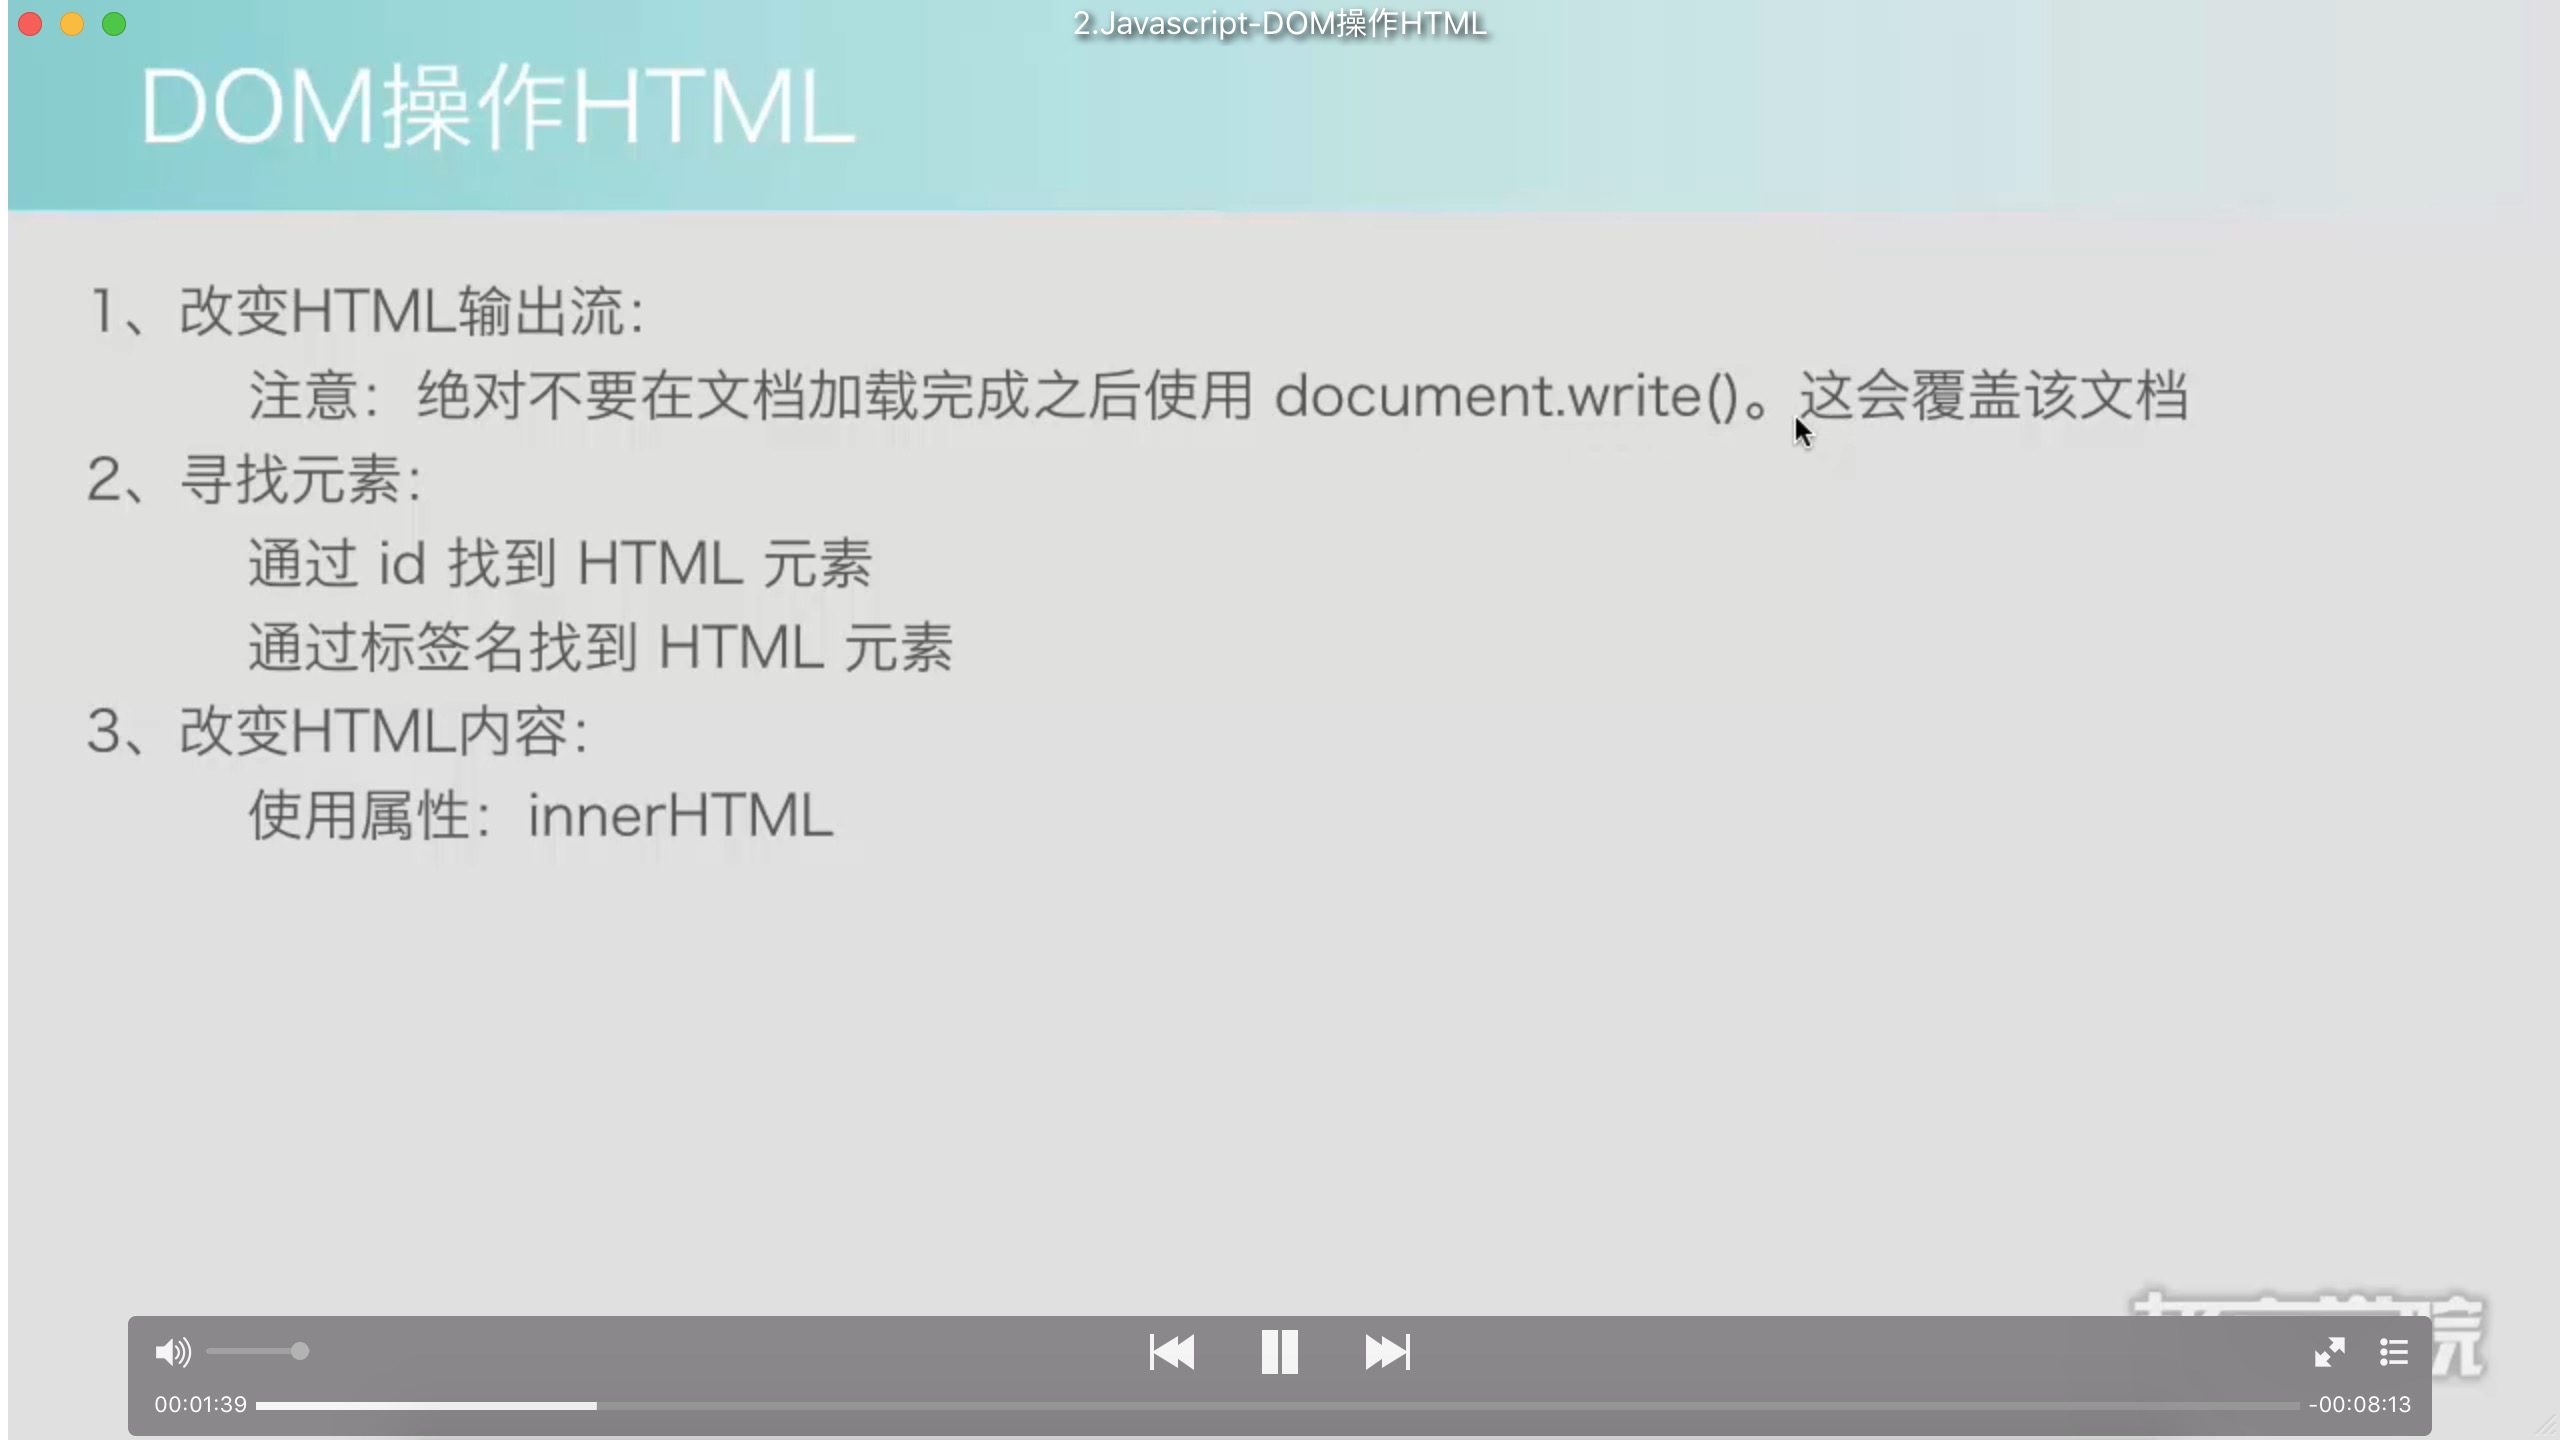 2.Javascript-DOM操作HTML
DOM操作HTML
1、改变HTML输出流：
注意：绝对不要在文档加载完成之后使用 document.write()。这会覆盖该文档
2、寻找元素：
通过 id 找到 HTML 元素
通过标签名找到 HTML 元素
3、改变HTML内容：
使用属性：innerHTML
院
00:01:39
-00:08:13